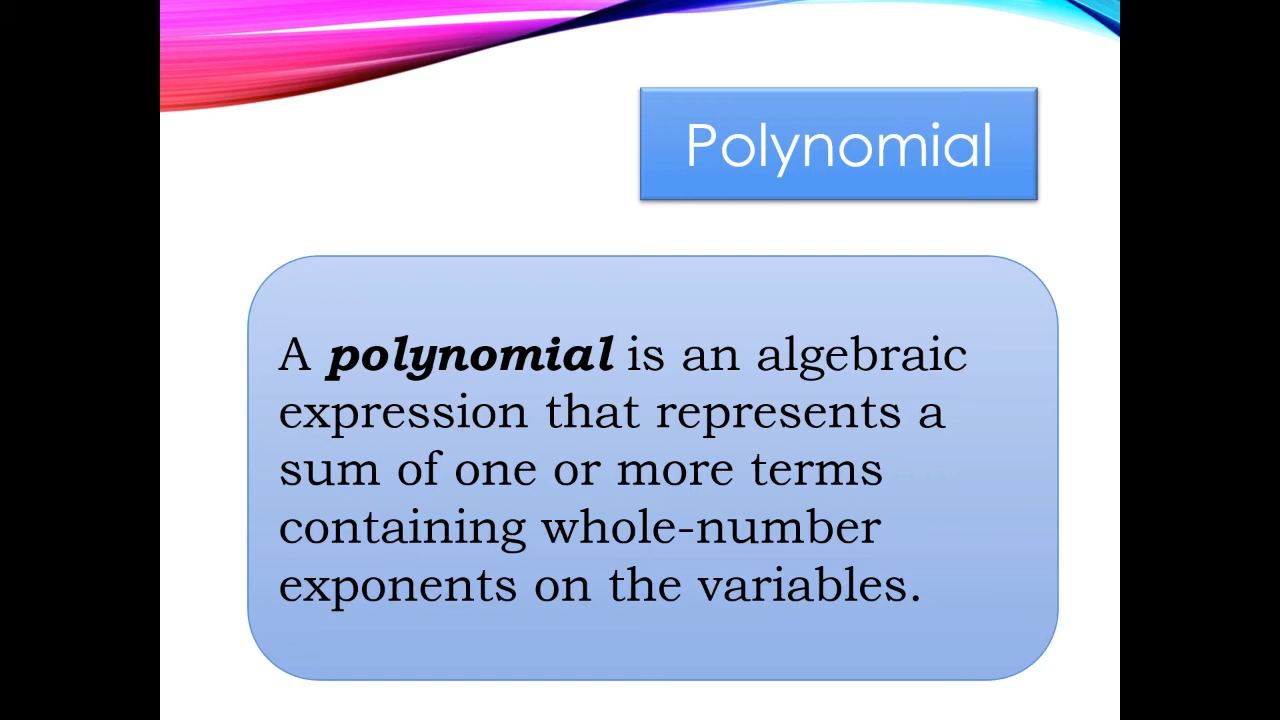 Polynomial
A polynomial is an algebraic
expression that represents a
sum of one or more terms
containing whole-number
exponents on the variables.